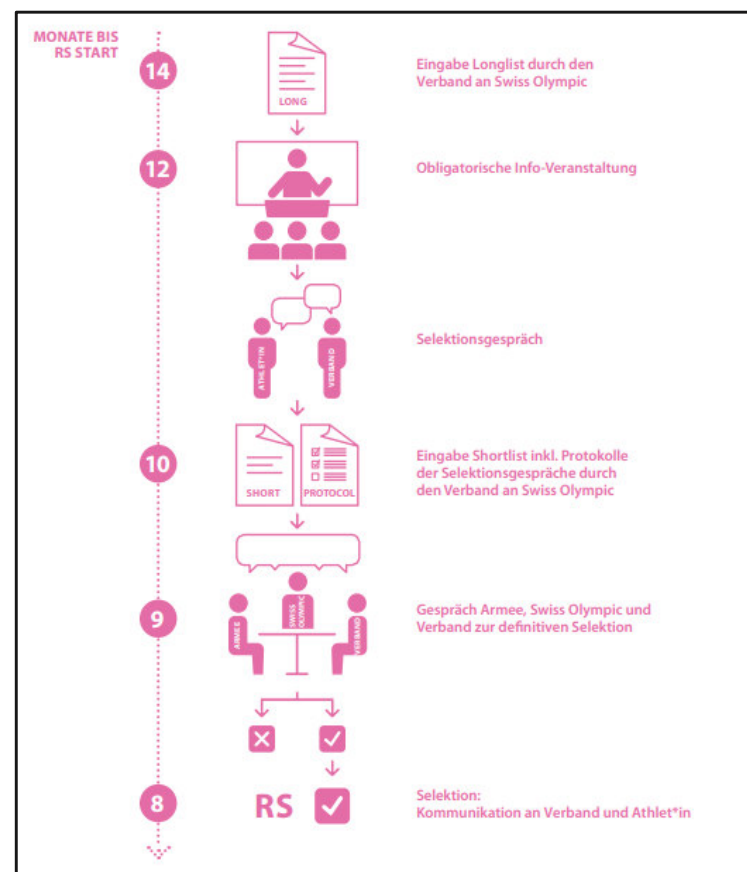 MONATE BIS
RS START
14
LONG
Eingabe Longlist durch den
Verband an Swiss Olympic
12
Obligatorische Info-Veranstaltung
ATHLET*IN
VERBAND
Selektionsgespräch
10
SHORT
PROTOCOL
Eingabe Shortlist inkl. Protokolle
der Selektionsgespräche durch
den Verband an Swiss Olympic
9
ARMEE
SWISS
OLYMPIC
VERBAND
Gespräch Armee, Swiss Olympic und
Verband zur definitiven Selektion
8
RS
Selektion:
Kommunikation an Verband und Athlet*in